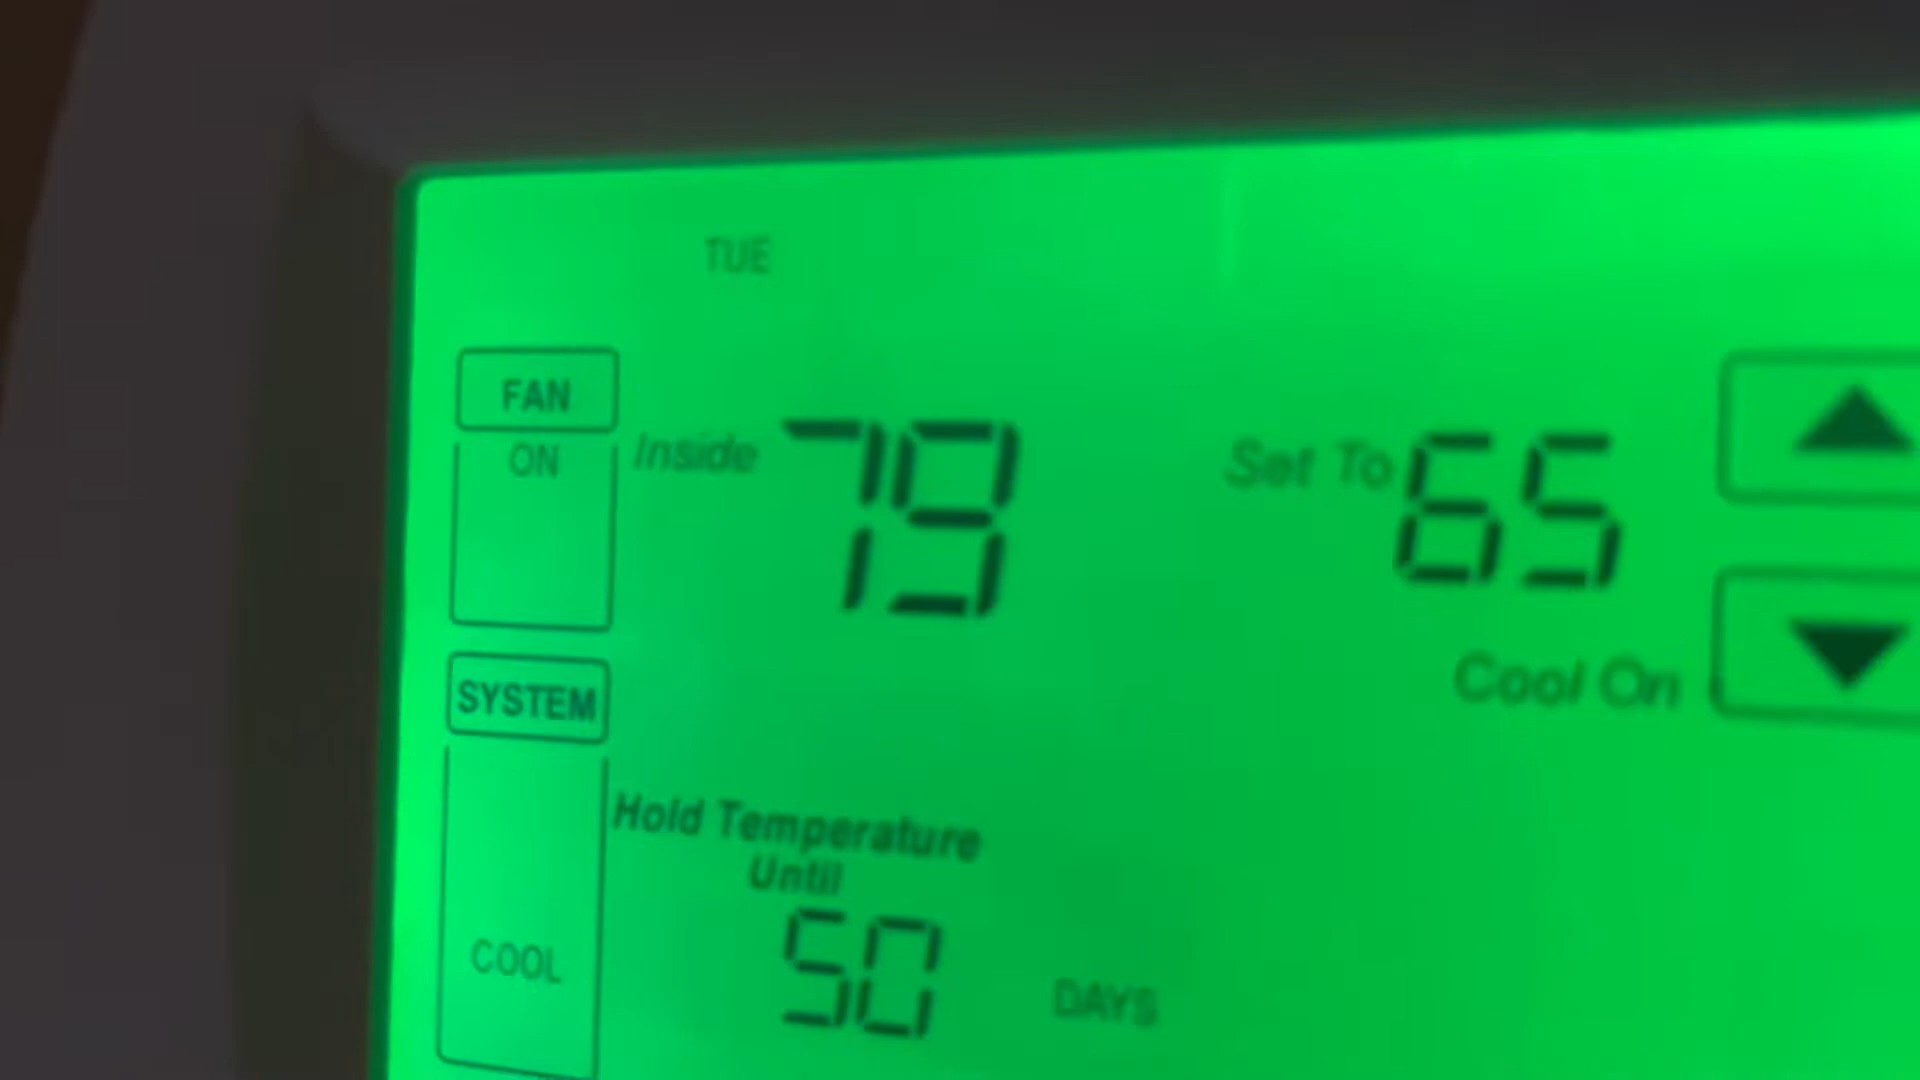 TUE
FAN
ON
Inside 79
Set To 65
Cool On
SYSTEM
COOL
Hold Temperature
Until
50 DAYS